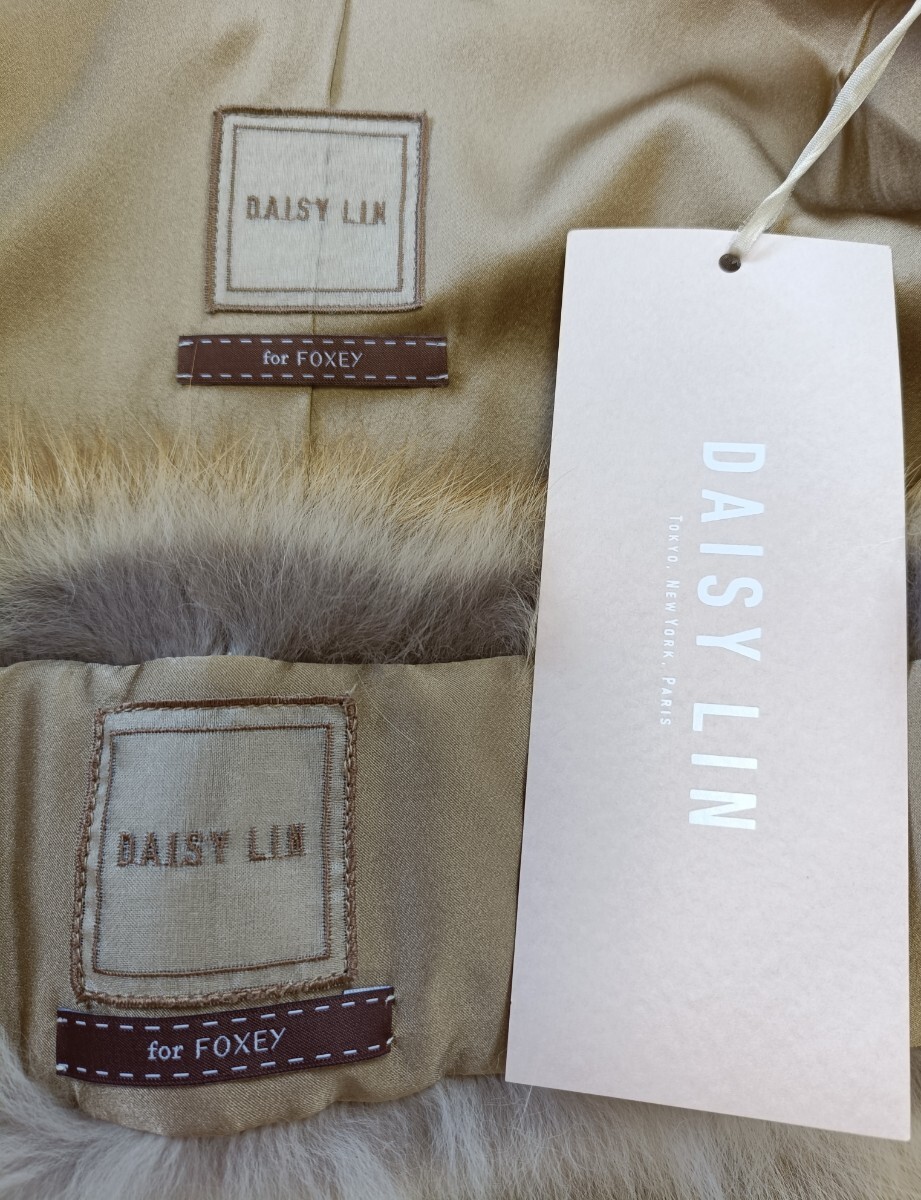 DAISY LIN
for FOXEY
DAISY LIN
TOKYO, NEW YORK, PARIS
DAISY LIN
for FOXEY